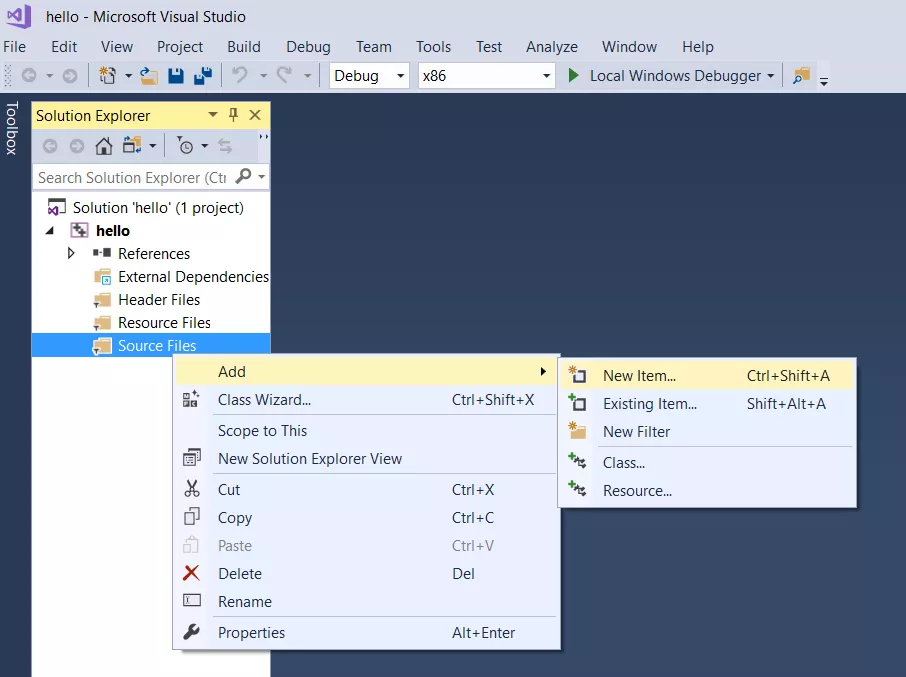 hello - Microsoft Visual Studio
File Edit View Project Build Debug Team Tools Test Analyze Window Help
Debug x86 Local Windows Debugger
Toolbox
Solution Explorer
Search Solution Explorer (Ctr
Solution 'hello' (1 project)
hello
References
External Dependencies
Header Files
Resource Files
Source Files
Add
Class Wizard... Ctrl+Shift+X
Scope to This
New Solution Explorer View
Cut Ctrl+X
Copy Ctrl+C
Paste Ctrl+V
Delete Del
Rename
Properties Alt+Enter
New Item... Ctrl+Shift+A
Existing Item... Shift+Alt+A
New Filter
Class...
Resource...